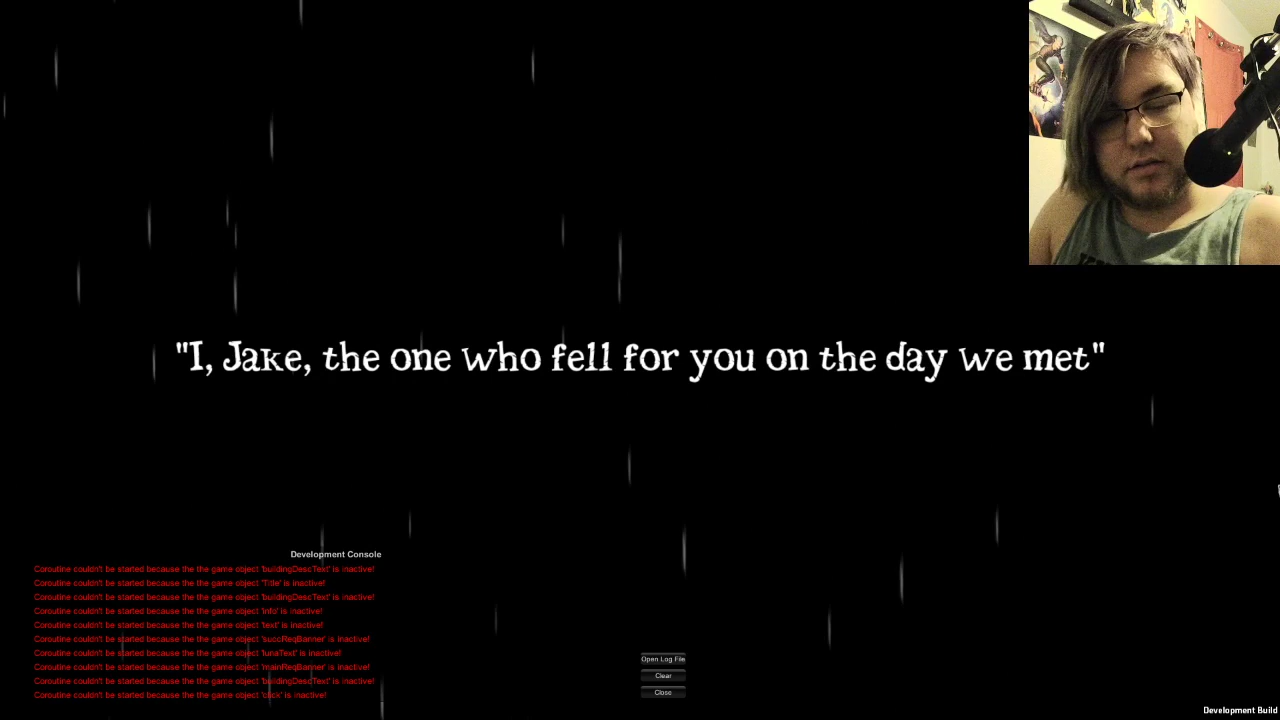 "I, Jake, the one who fell for you on the day we met"
Development Console
Coroutine couldn't be started because the the game object 'buildingDescText' is inactive!
Coroutine couldn't be started because the the game object 'Title' is inactive!
Coroutine couldn't be started because the the game object 'buildingDescText' is inactive!
Coroutine couldn't be started because the the game object 'info' is inactive!
Coroutine couldn't be started because the the game object 'text' is inactive!
Coroutine couldn't be started because the the game object 'succReqBanner' is inactive!
Coroutine couldn't be started because the the game object 'lunaText' is inactive!
Coroutine couldn't be started because the the game object 'mainReqBanner' is inactive!
Coroutine couldn't be started because the the game object 'buildingDescText' is inactive!
Coroutine couldn't be started because the the game object 'click' is inactive!
Open Log File
Clear
Close
Development Build